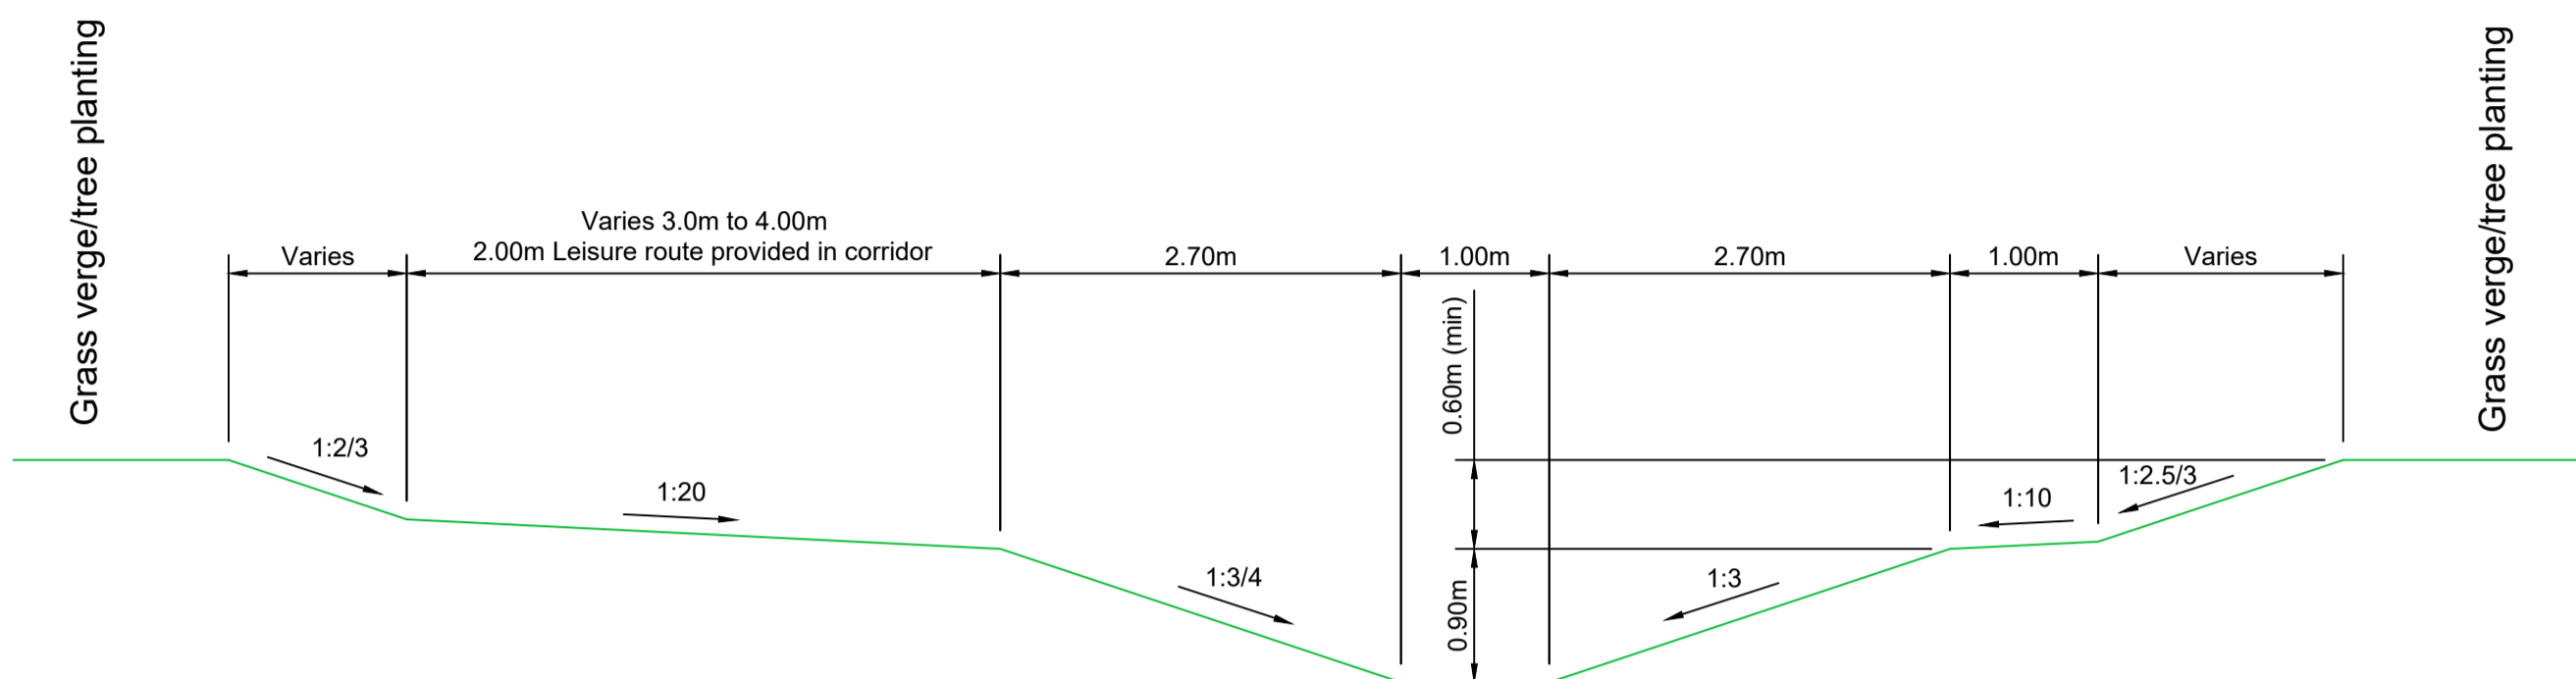 Grass verge/tree planting
Varies
Varies 3.0m to 4.00m
2.00m Leisure route provided in corridor
2.70m
1.00m
2.70m
1.00m
Varies
Grass verge/tree planting
0.60m (min)
1:2/3
1:20
1:2.5/3
1:10
1:3/4
0.90m
1:3